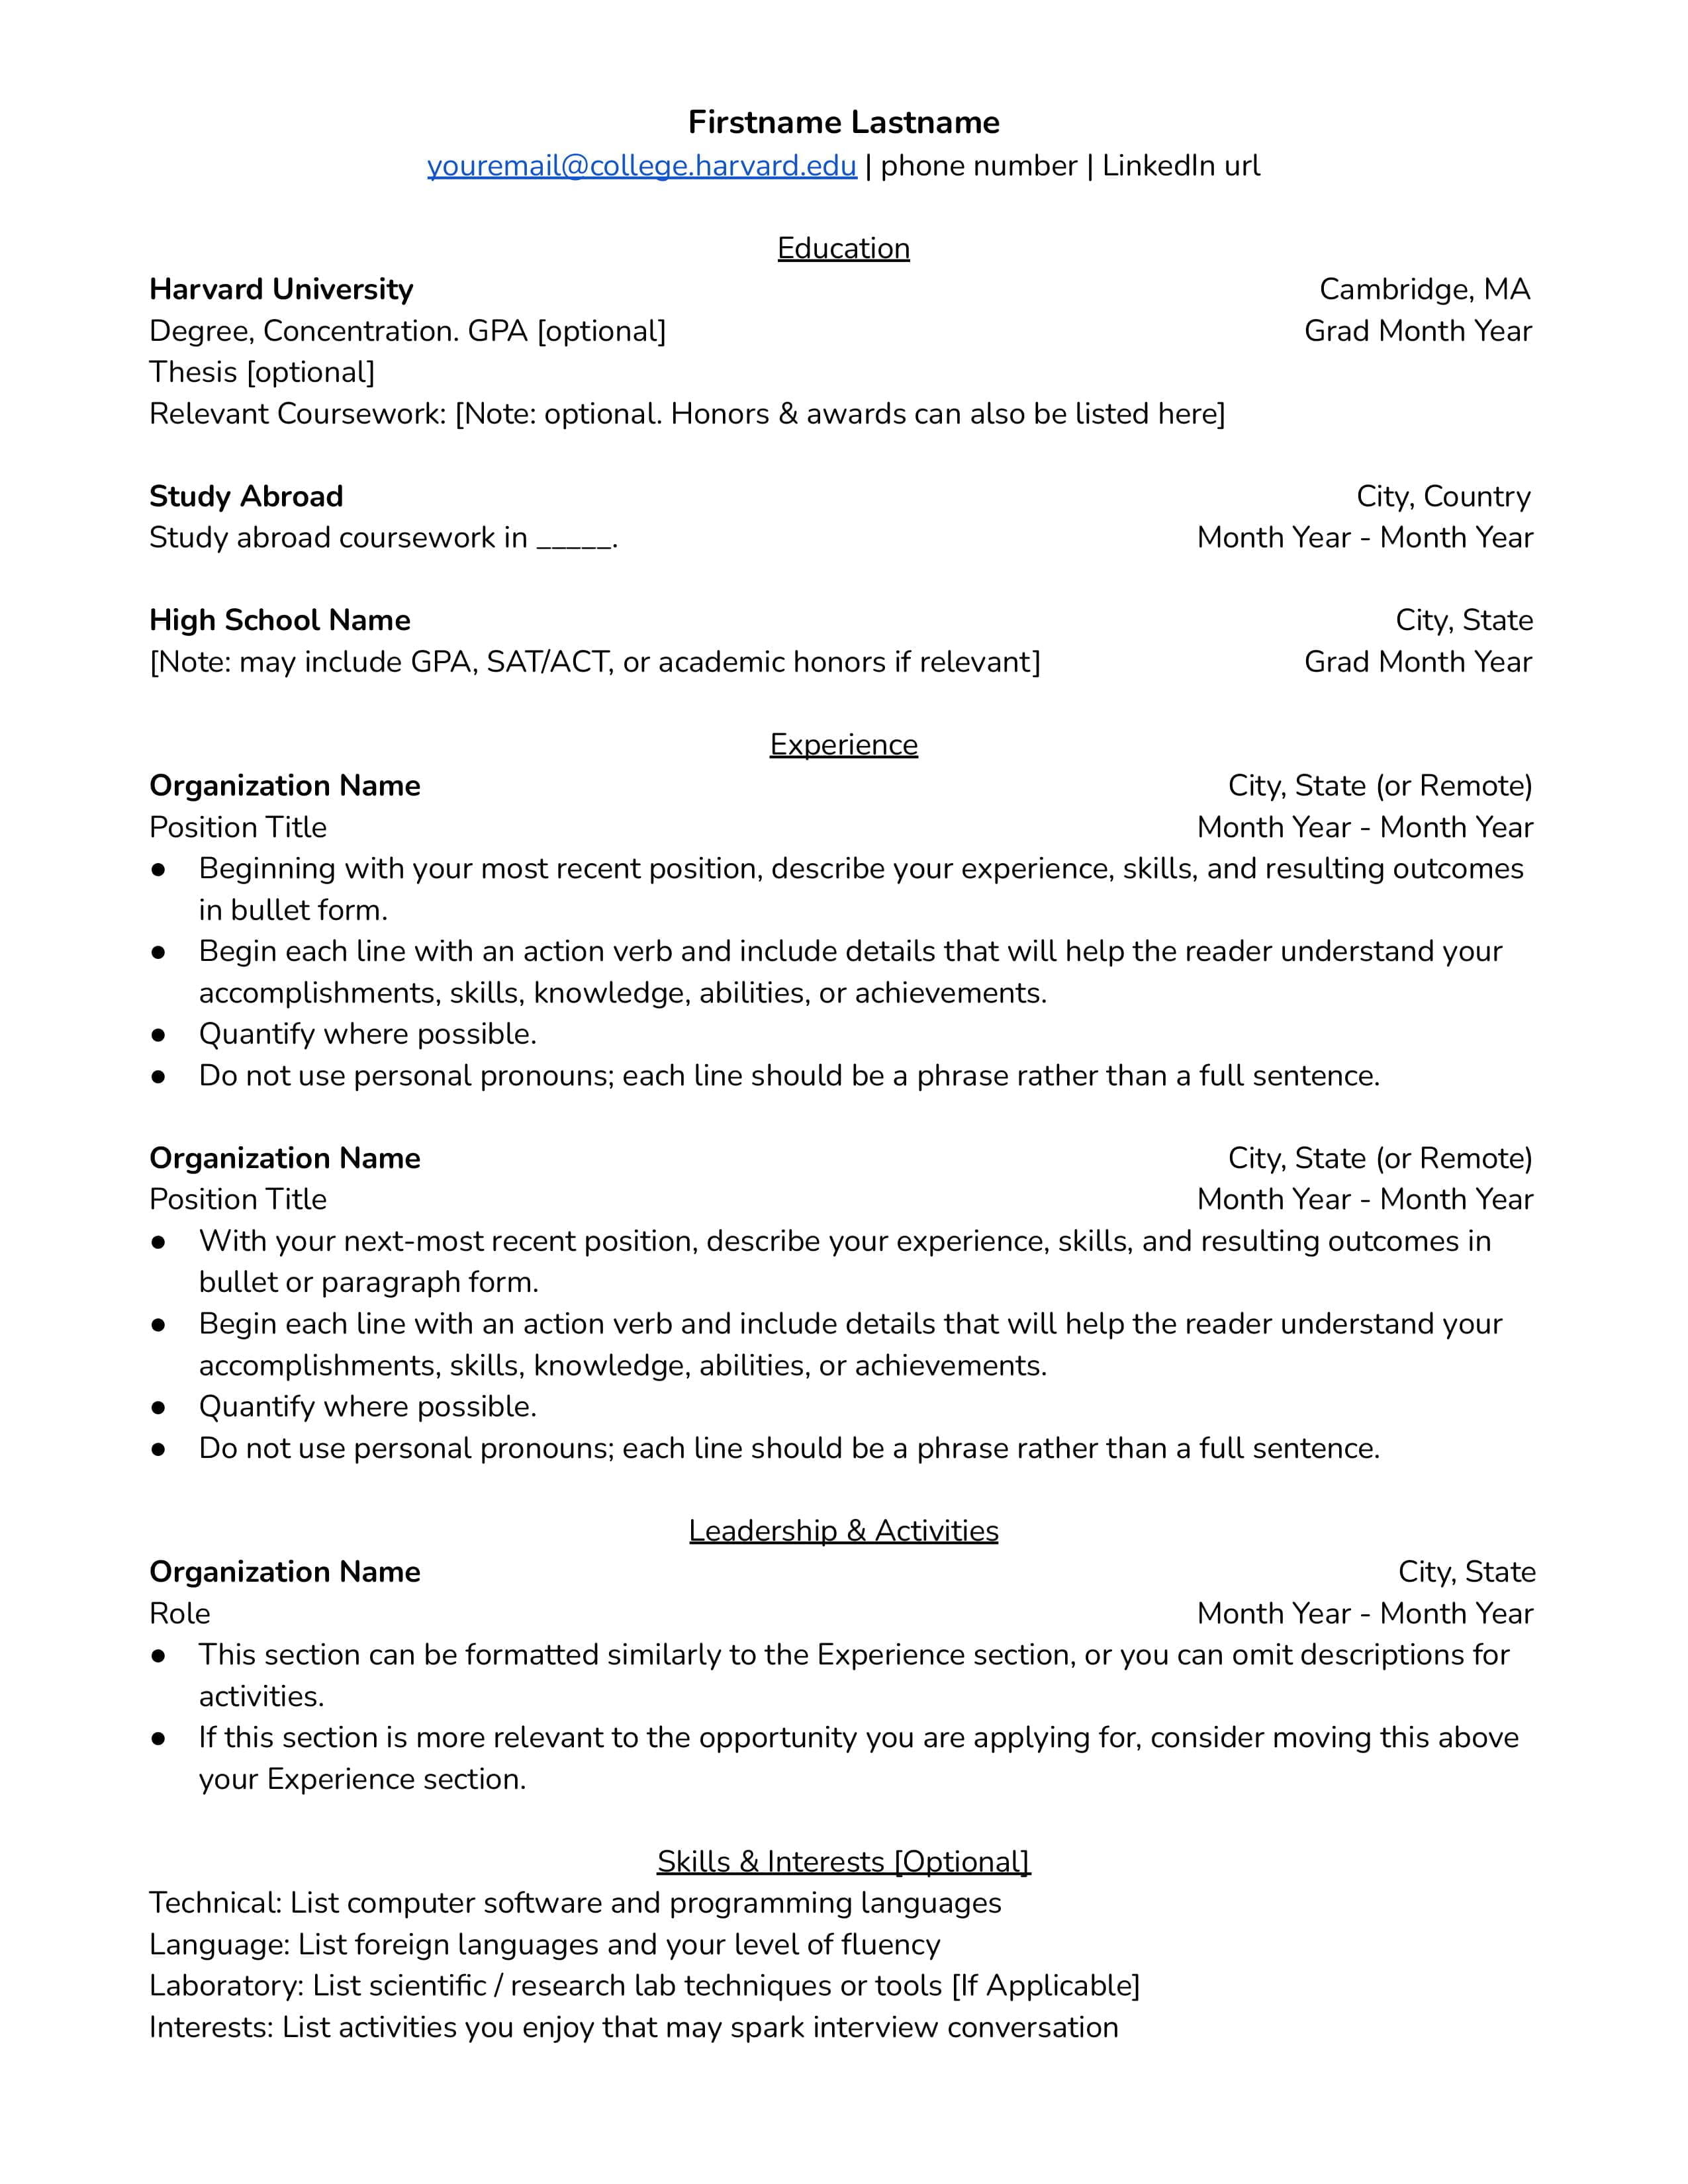 Firstname Lastname
youremail@college.harvard.edu | phone number | LinkedIn url
Education
Harvard University Cambridge, MA
Degree, Concentration. GPA [optional] Grad Month Year
Thesis [optional]
Relevant Coursework: [Note: optional. Honors & awards can also be listed here]
Study Abroad City, Country
Study abroad coursework in _____. Month Year - Month Year
High School Name City, State
[Note: may include GPA, SAT/ACT, or academic honors if relevant] Grad Month Year
Experience
Organization Name City, State (or Remote)
Position Title Month Year - Month Year
● Beginning with your most recent position, describe your experience, skills, and resulting outcomes
in bullet form.
● Begin each line with an action verb and include details that will help the reader understand your
accomplishments, skills, knowledge, abilities, or achievements.
● Quantify where possible.
● Do not use personal pronouns; each line should be a phrase rather than a full sentence.
Organization Name City, State (or Remote)
Position Title Month Year - Month Year
● With your next-most recent position, describe your experience, skills, and resulting outcomes in
bullet or paragraph form.
● Begin each line with an action verb and include details that will help the reader understand your
accomplishments, skills, knowledge, abilities, or achievements.
● Quantify where possible.
● Do not use personal pronouns; each line should be a phrase rather than a full sentence.
Leadership & Activities
Organization Name City, State
Role Month Year - Month Year
● This section can be formatted similarly to the Experience section, or you can omit descriptions for
activities.
● If this section is more relevant to the opportunity you are applying for, consider moving this above
your Experience section.
Skills & Interests [Optional]
Technical: List computer software and programming languages
Language: List foreign languages and your level of fluency
Laboratory: List scientific / research lab techniques or tools [If Applicable]
Interests: List activities you enjoy that may spark interview conversation